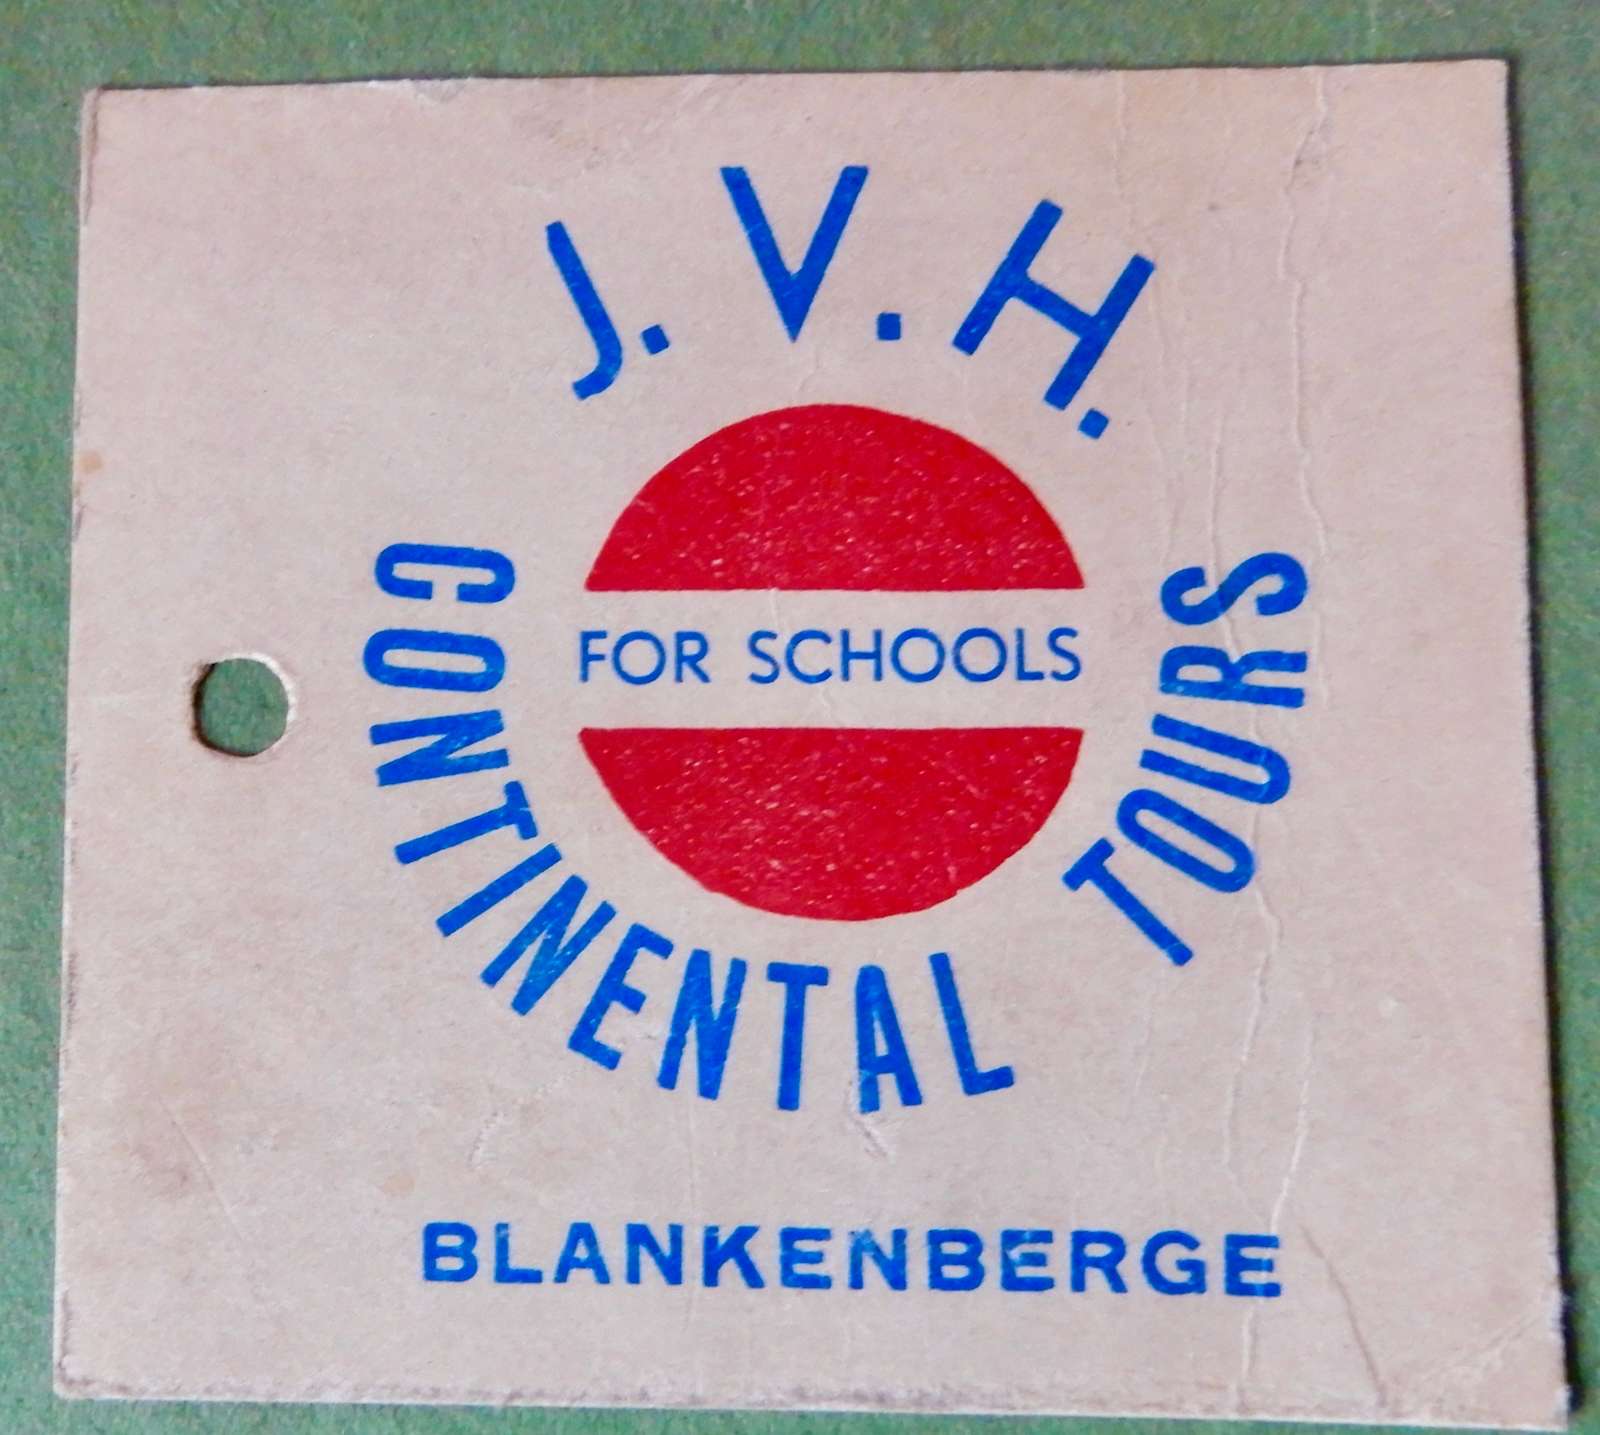 J.V.H.
FOR SCHOOLS
CONTINENTAL TOURS
BLANKENBERGE